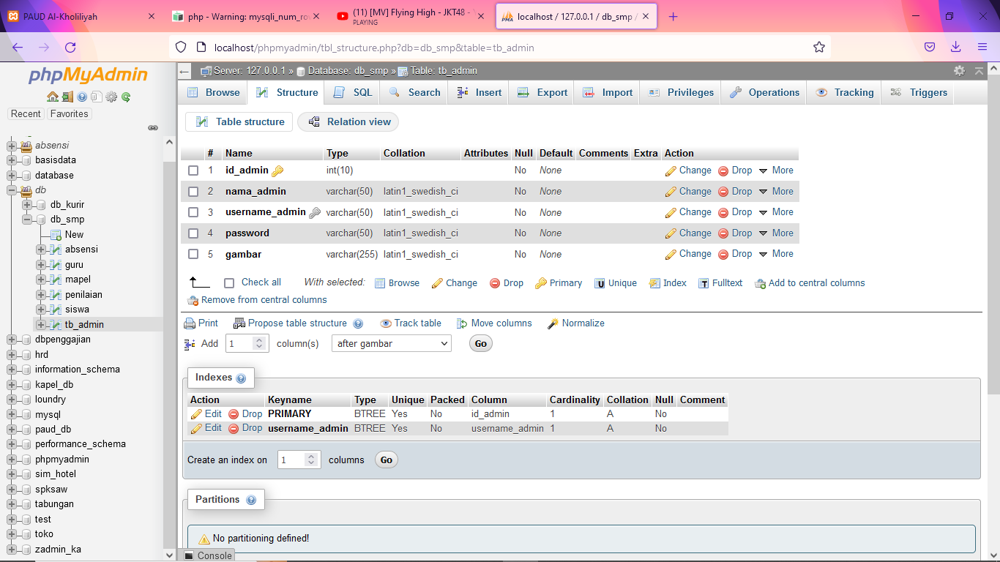 PAUD Al-Kholiliyah
php - Warning: mysqli_num_ro
(11) [MV] Flying High - JKT48 -
PLAYING
localhost / 127.0.0.1 / db_smp /
localhost/phpmyadmin/tbl_structure.php?db=db_smp&table=tb_admin
phpMyAdmin
Recent Favorites
absensi
basisdata
database
db
db_kurir
db_smp
New
absensi
guru
mapel
penilaian
siswa
tb_admin
dbpenggajian
hrd
information_schema
kapel_db
loundry
mysql
paud_db
performance_schema
phpmyadmin
sim_hotel
spksaw
tabungan
test
toko
zadmin_ka
Server: 127.0.0.1 » Database: db_smp » Table: tb_admin
Browse Structure SQL Search Insert Export Import Privileges Operations Tracking Triggers
Table structure Relation view
# Name Type Collation Attributes Null Default Comments Extra Action
1 id_admin int(10) No None Change Drop More
2 nama_admin varchar(50) latin1_swedish_ci No None Change Drop More
3 username_admin varchar(50) latin1_swedish_ci No None Change Drop More
4 password varchar(50) latin1_swedish_ci No None Change Drop More
5 gambar varchar(255) latin1_swedish_ci No None Change Drop More
Check all With selected: Browse Change Drop Primary Unique Index Fulltext Add to central columns
Remove from central columns
Print Propose table structure Track table Move columns Normalize
Add 1 column(s) after gambar Go
Indexes
Action Keyname Type Unique Packed Column Cardinality Collation Null Comment
Edit Drop PRIMARY BTREE Yes No id_admin 1 A No
Edit Drop username_admin BTREE Yes No username_admin 1 A No
Create an index on 1 columns Go
Partitions
No partitioning defined!
Console